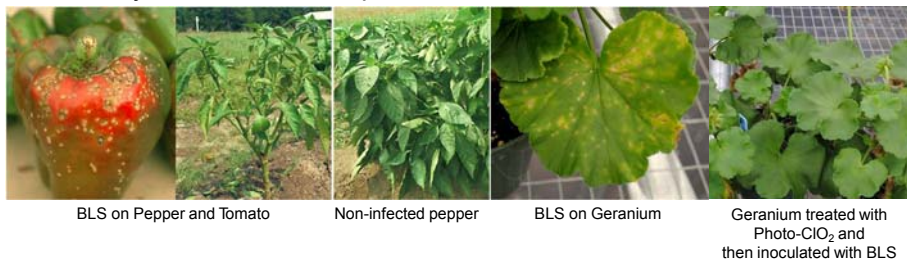 BLS on Pepper and Tomato
Non-infected pepper
BLS on Geranium
Geranium treated with
Photo-ClO₂ and
then inoculated with BLS